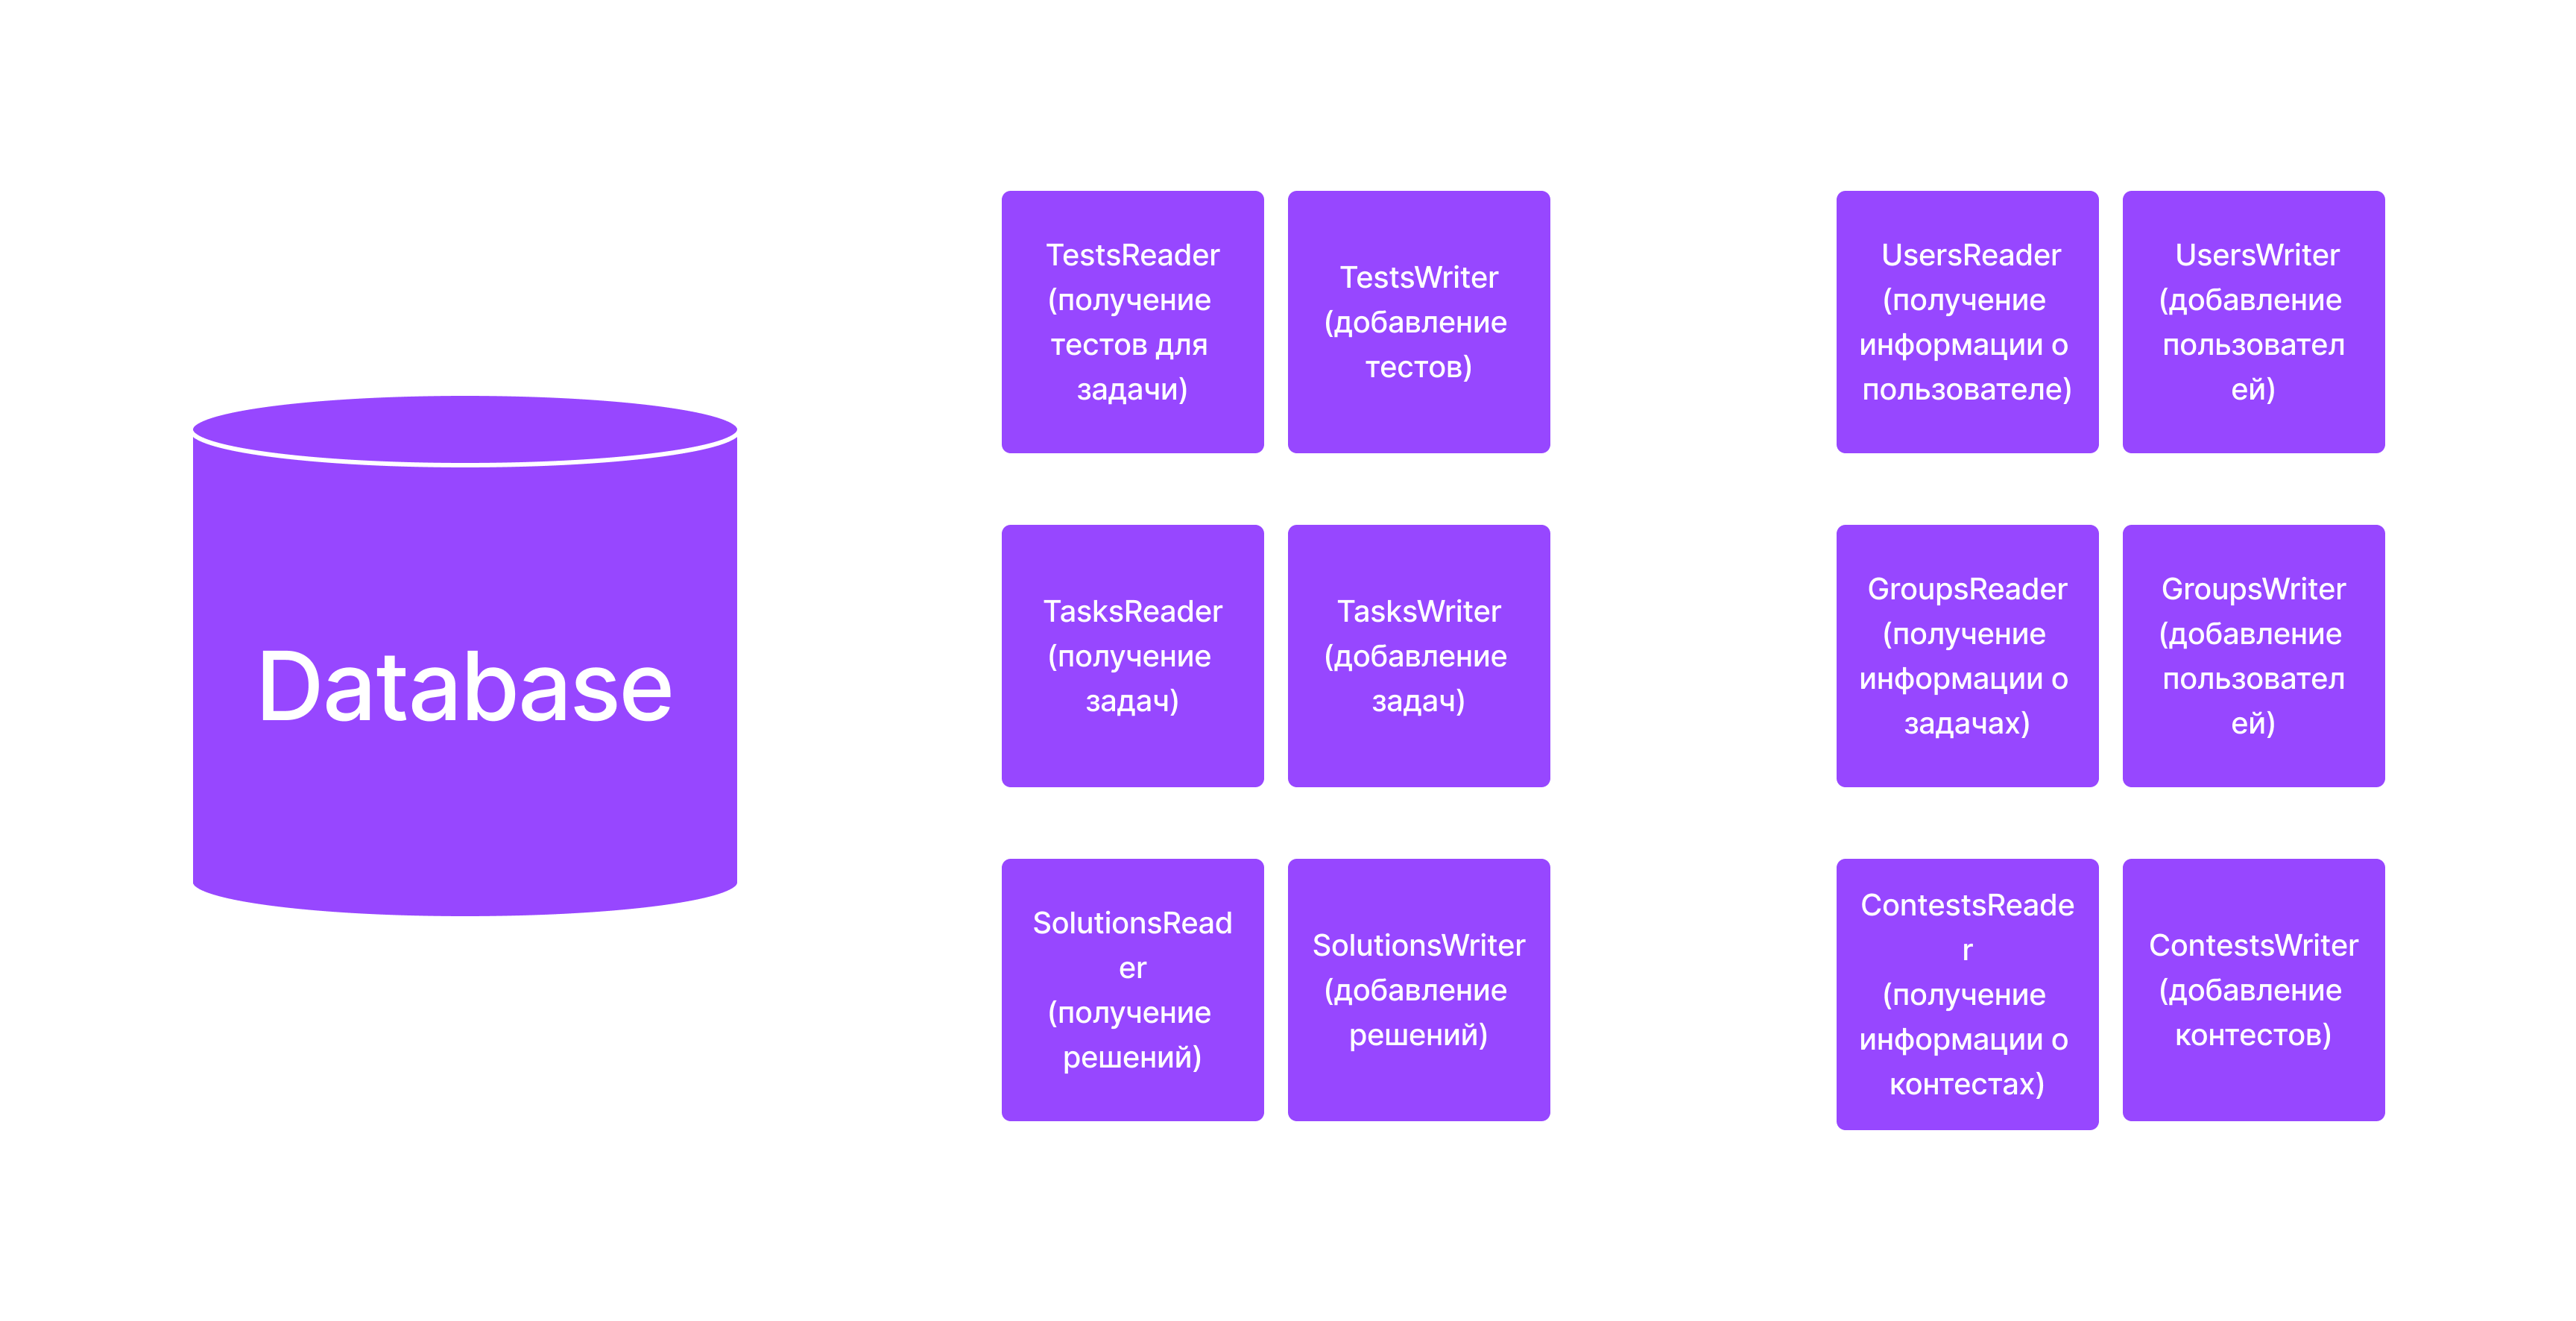 Database
TestsReader
(получение
тестов для
задачи)
TestsWriter
(добавление
тестов)
UsersReader
(получение
информации о
пользователе)
UsersWriter
(добавление
пользовател
ей)
TasksReader
(получение
задач)
TasksWriter
(добавление
задач)
GroupsReader
(получение
информации о
задачах)
GroupsWriter
(добавление
пользовател
ей)
SolutionsRead
er
(получение
решений)
SolutionsWriter
(добавление
решений)
ContestsReade
r
(получение
информации о
контестах)
ContestsWriter
(добавление
контестов)